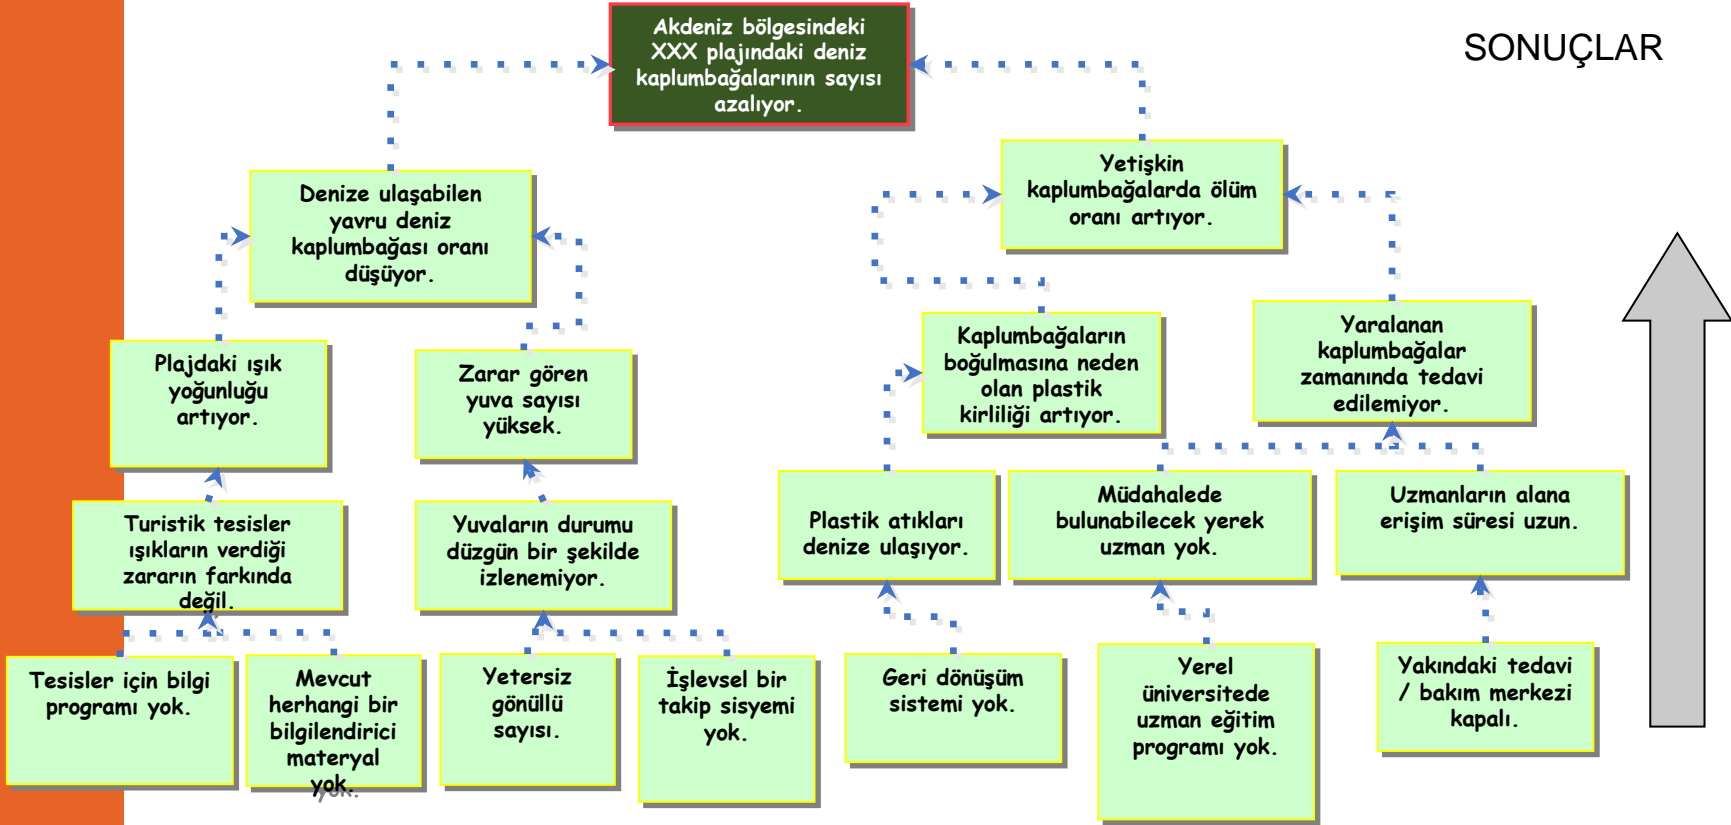 Akdeniz bölgesindeki
XXX plajındaki deniz
kaplumbağalarının sayısı
azalıyor.
SONUÇLAR
Denize ulaşabilen
yavru deniz
kaplumbağası oranı
düşüyor.
Yetişkin
kaplumbağalarda ölüm
oranı artıyor.
Plajdaki ışık
yoğunluğu
artıyor.
Zarar gören
yuva sayısı
yüksek.
Kaplumbağaların
boğulmasına neden
olan plastik
kirliliği artıyor.
Yaralanan
kaplumbağalar
zamanında tedavi
edilemiyor.
Turistik tesisler
ışıkların verdiği
zararın farkında
değil.
Yuvaların durumu
düzgün bir şekilde
izlenemiyor.
Plastik atıkları
denize ulaşıyor.
Müdahalede
bulunabilecek yerek
uzman yok.
Uzmanların alana
erişim süresi uzun.
Tesisler için bilgi
programı yok.
Mevcut
herhangi bir
bilgilendirici
materyal
yok.
Yetersiz
gönüllü
sayısı.
İşlevsel bir
takip sisyemi
yok.
Geri dönüşüm
sistemi yok.
Yerel
üniversitede
uzman eğitim
programı yok.
Yakındaki tedavi
/ bakım merkezi
kapalı.